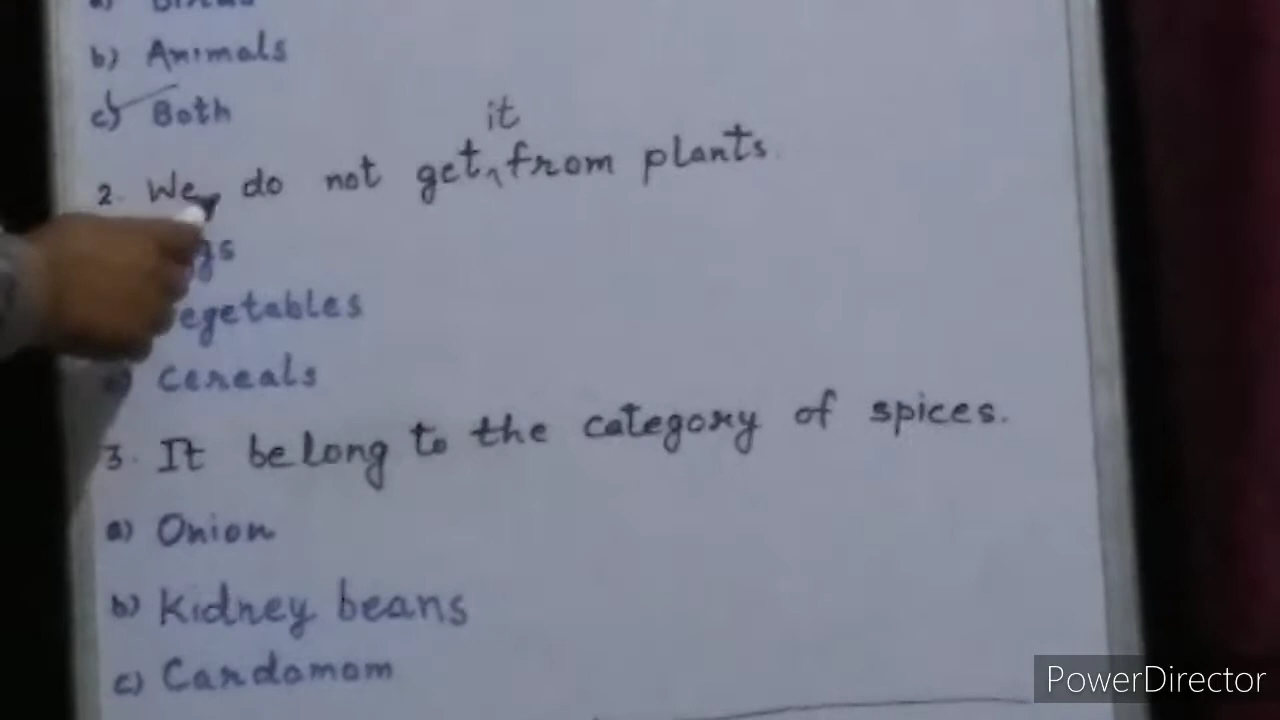 b) Animals
c) Both
it
2. We do not get from plants.
Vegetables
c) Cereals
3. It belong to the category of spices.
a) Onion
b) Kidney beans
c) Cardamom
PowerDirector